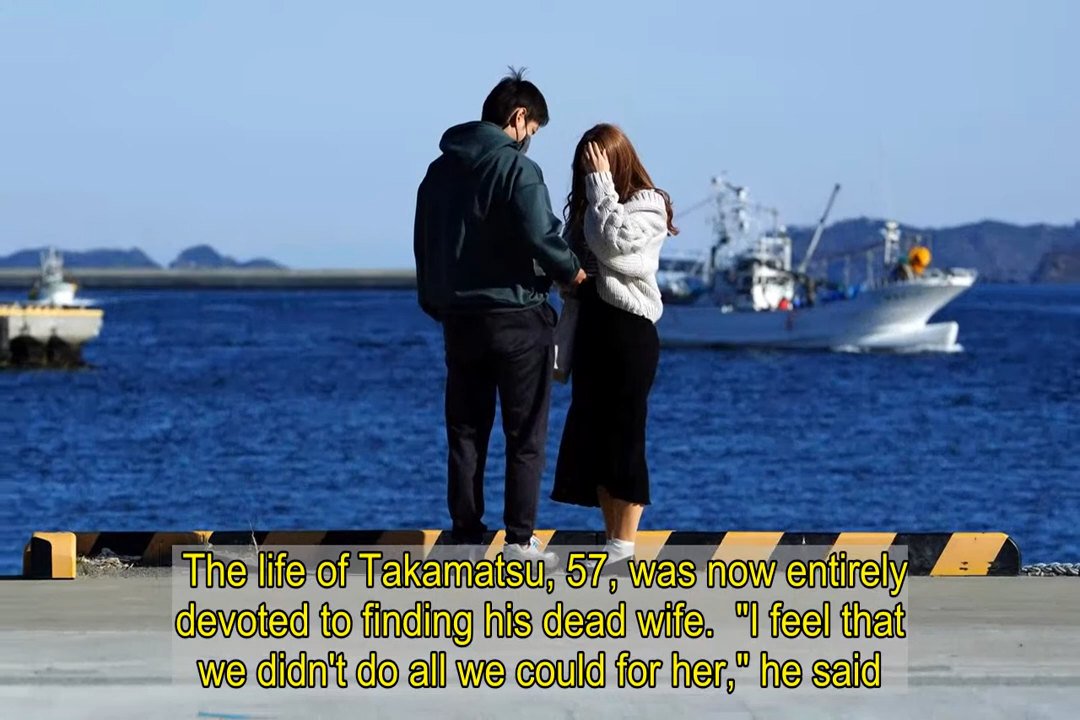 The life of Takamatsu, 57, was now entirely
devoted to finding his dead wife.  "I feel that
we didn't do all we could for her," he said